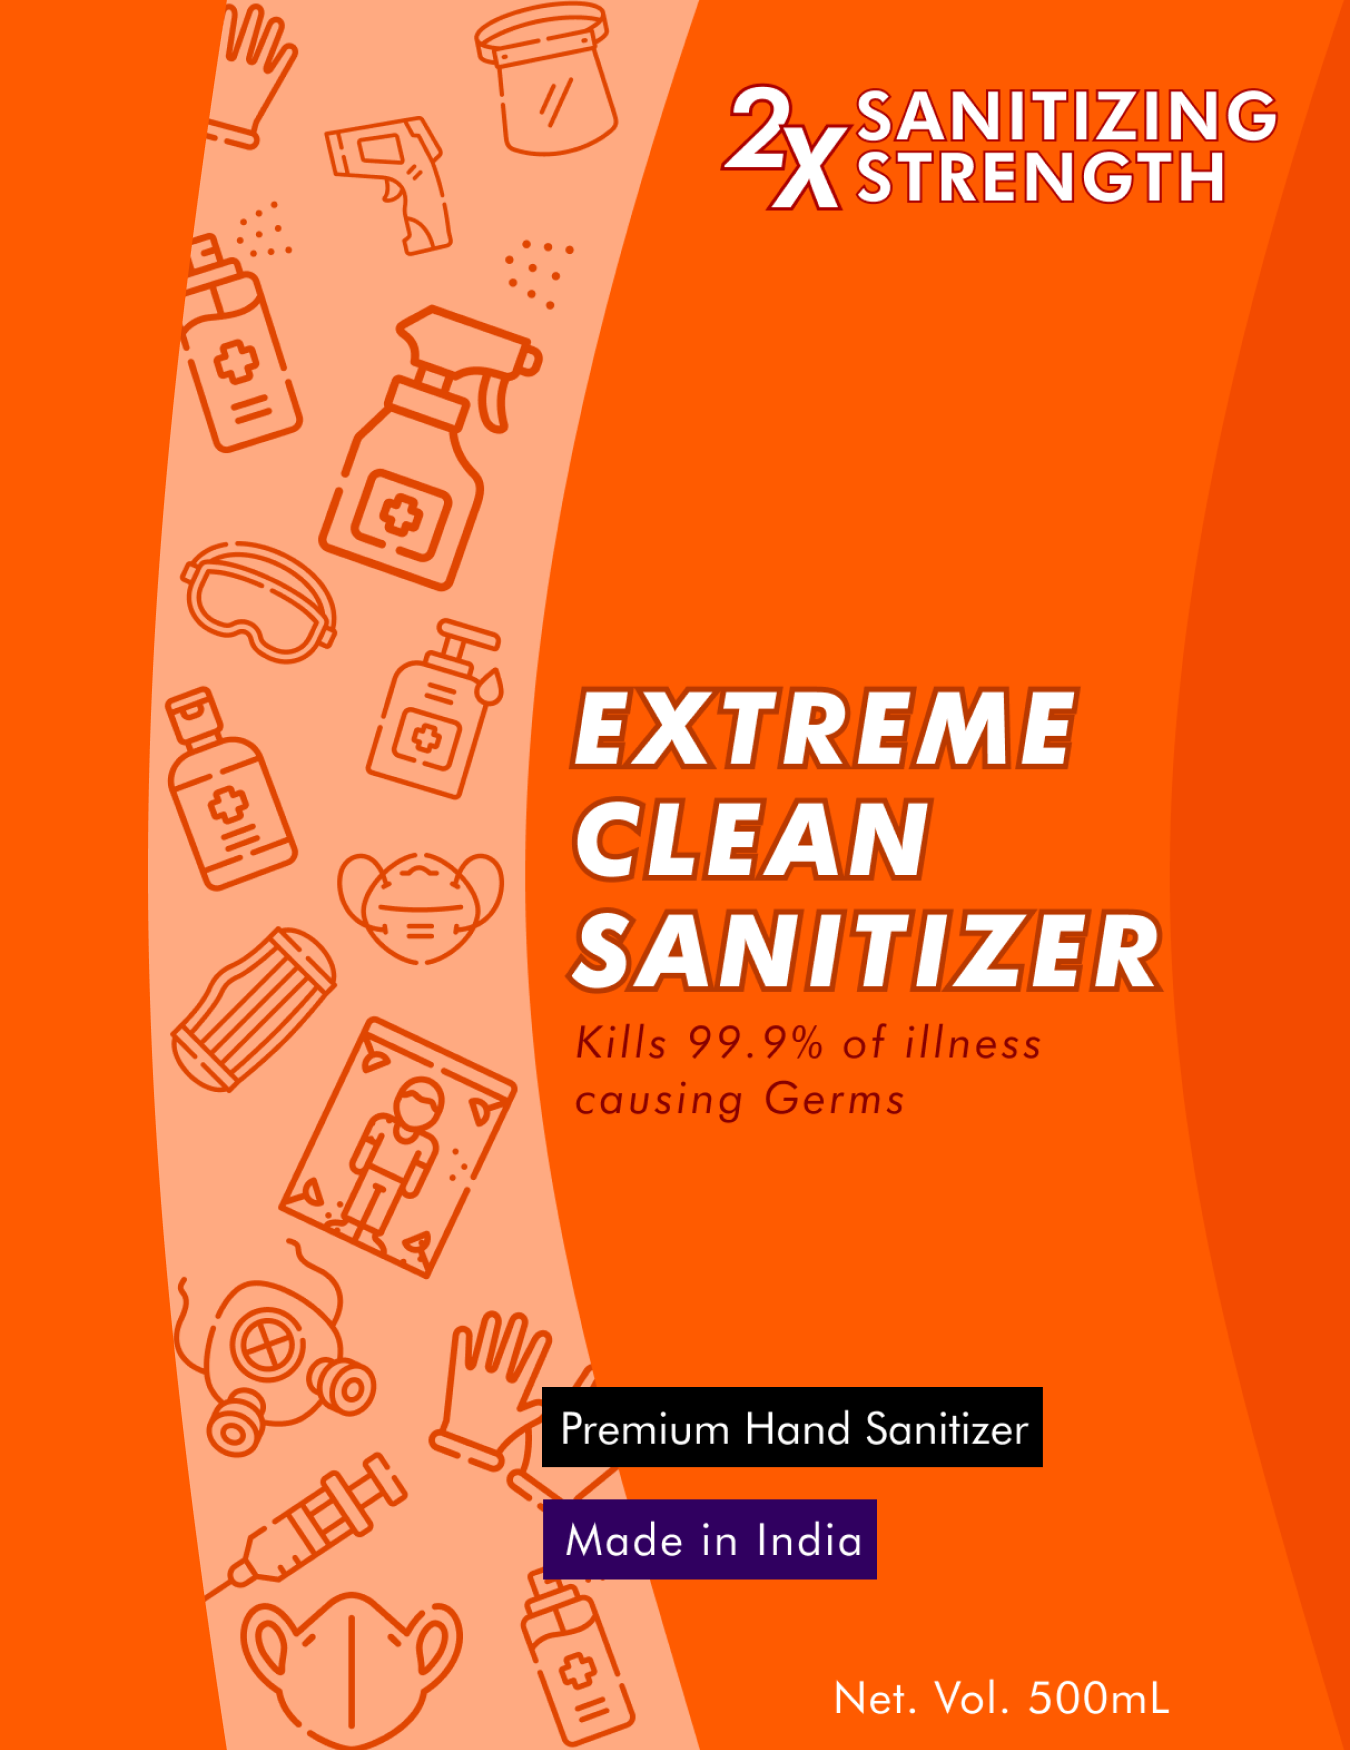 2x SANITIZING
STRENGTH
EXTREME
CLEAN
SANITIZER
Kills 99.9% of illness
causing Germs
Premium Hand Sanitizer
Made in India
Net. Vol. 500mL